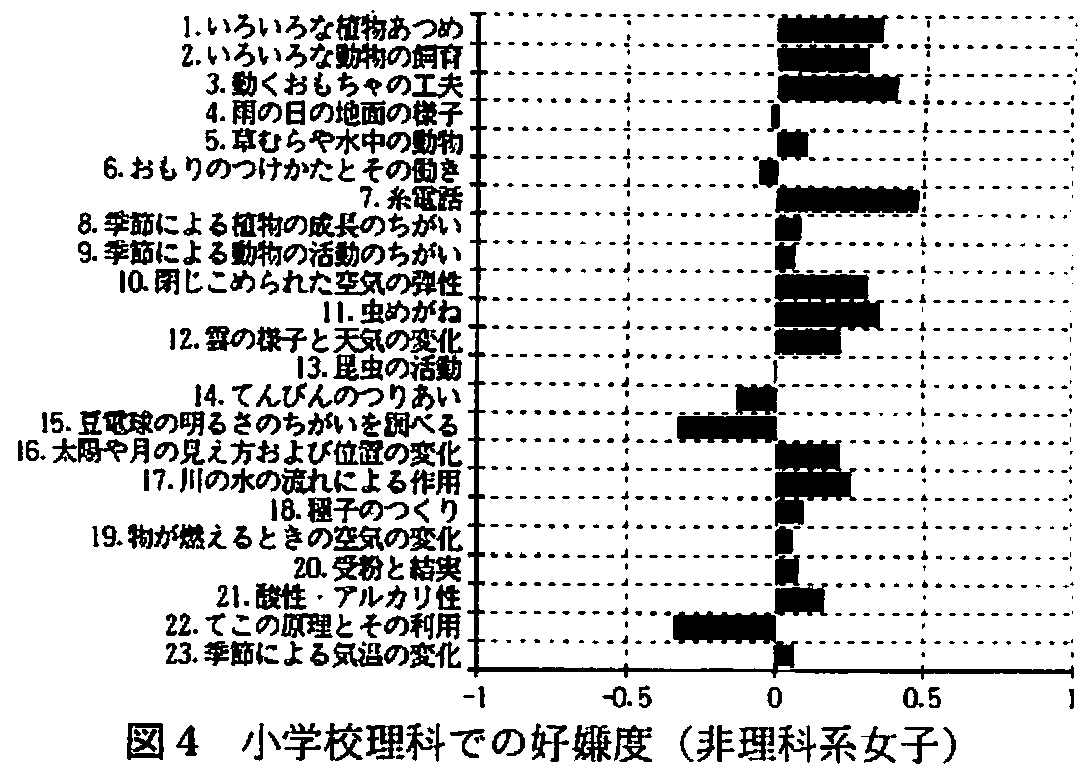 1.いろいろな植物あつめ
2.いろいろな動物の飼育
3.動くおもちゃの工夫
4.雨の日の地面の様子
5.草むらや水中の動物
6.おもりのつけかたとその働き
7.糸電話
8.季節による植物の成長のちがい
9.季節による動物の活動のちがい
10.閉じこめられた空気の弾性
11.虫めがね
12.雲の様子と天気の変化
13.昆虫の活動
14.てんびんのつりあい
15.豆電球の明るさのちがいを調べる
16.太陽や月の見え方および位置の変化
17.川の水の流れによる作用
18.種子のつくり
19.物が燃えるときの空気の変化
20.受粉と結実
21.酸性・アルカリ性
22.てこの原理とその利用
23.季節による気温の変化
-1 -0.5 0 0.5 1
図4 小学校理科での好嫌度（非理科系女子）